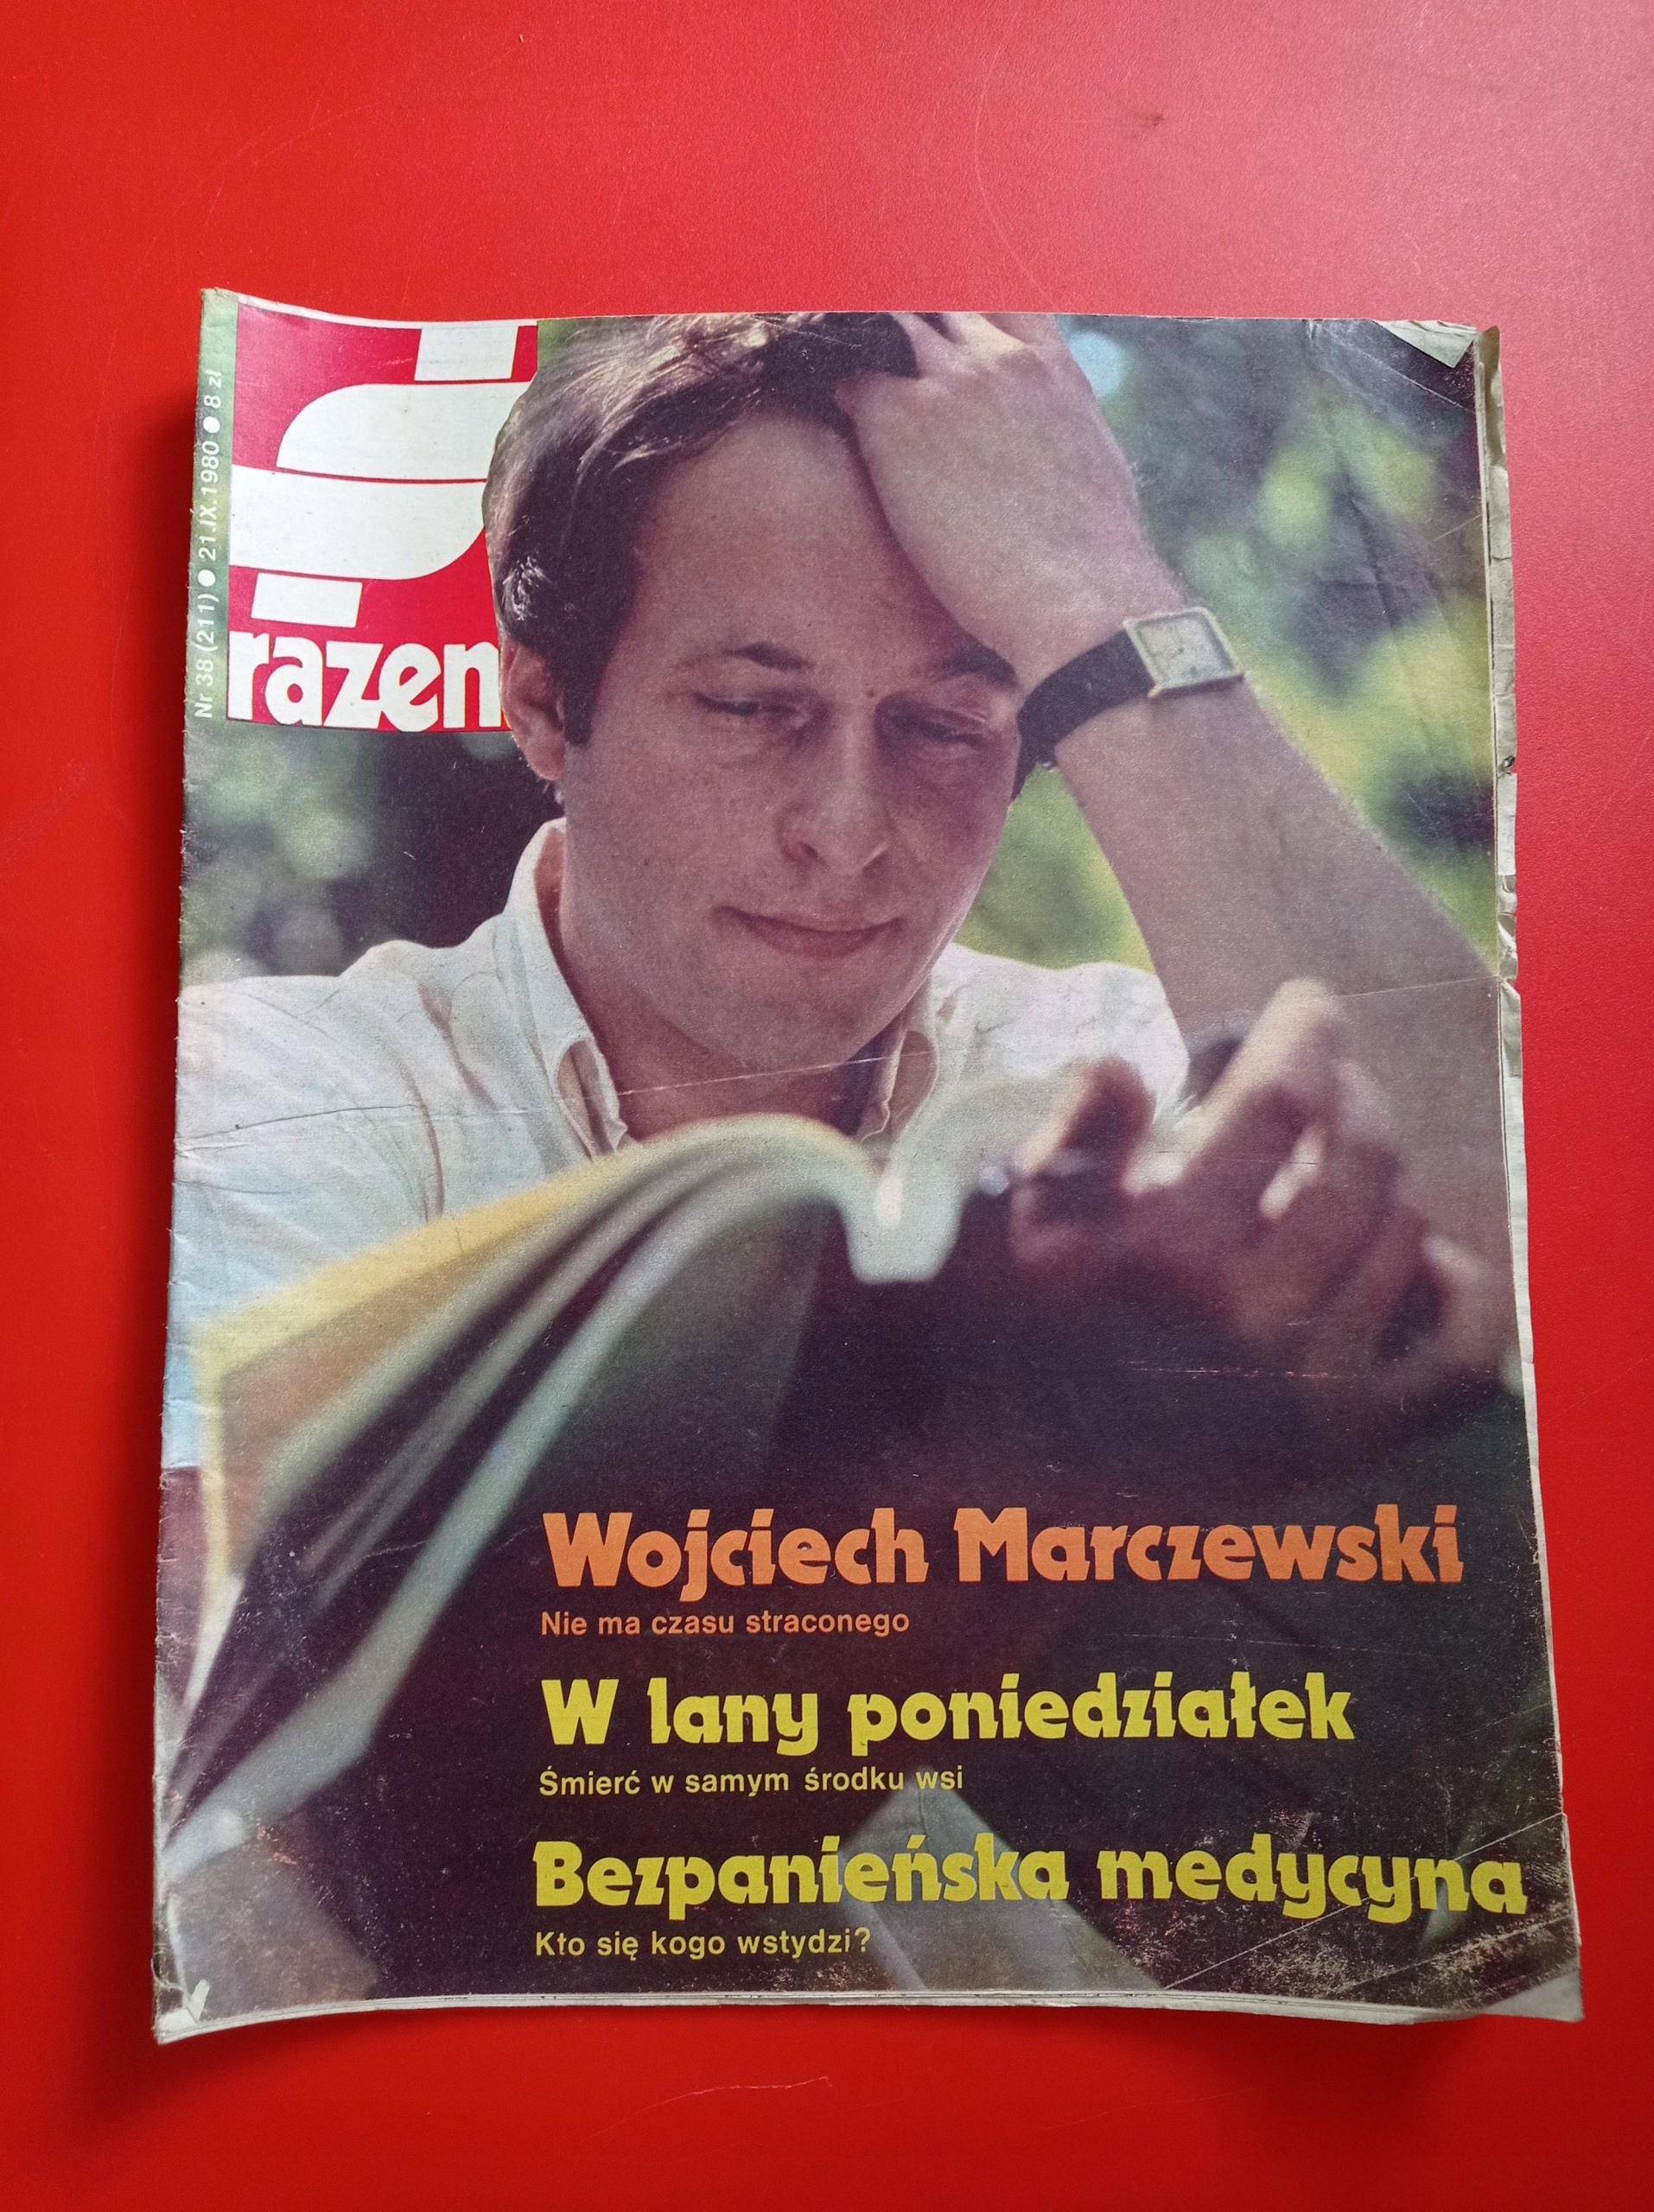 Nr 38 (211) ● 21.IX.1980 ● 8 zł
razem
Wojciech Marczewski
Nie ma czasu straconego
W lany poniedziałek
Śmierć w samym środku wsi
Bezpanieńska medycyna
Kto się kogo wstydzi?